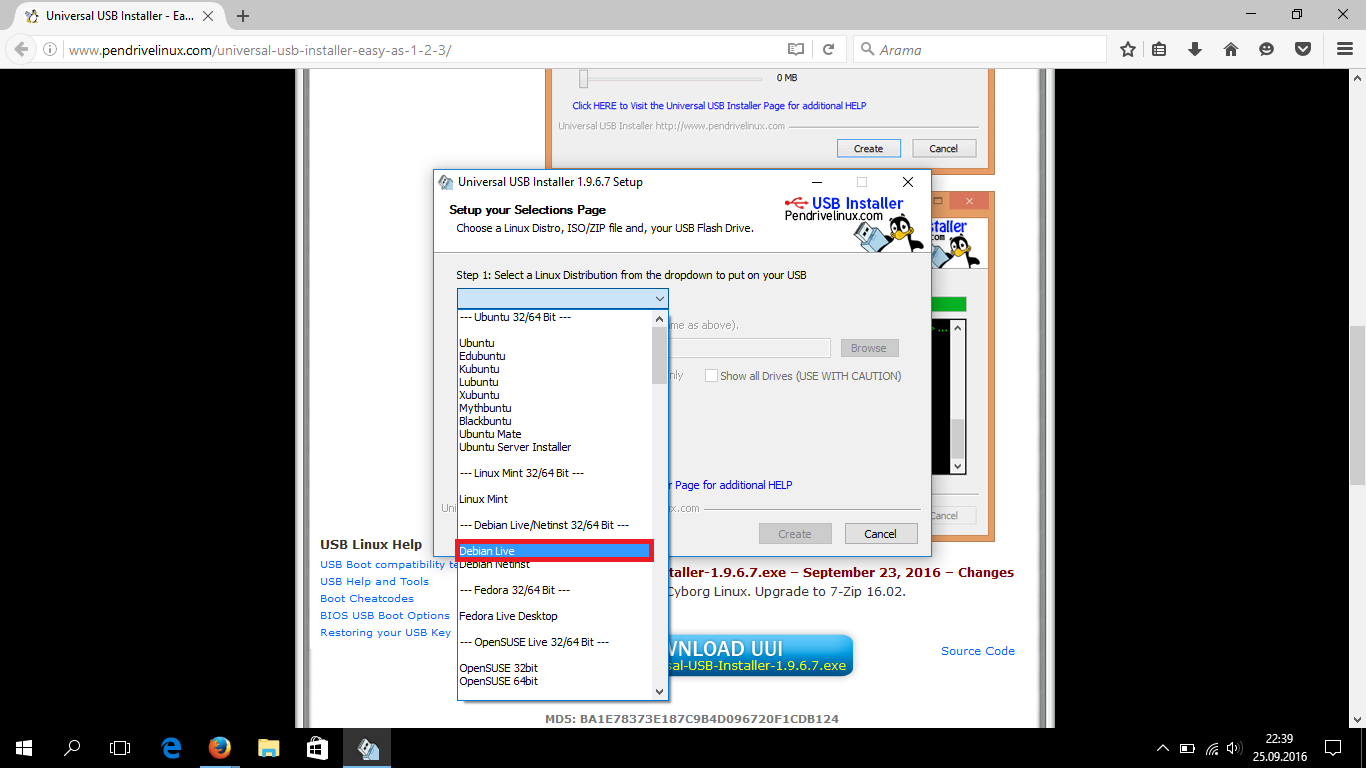 Universal USB Installer - Ea...
www.pendrivelinux.com/universal-usb-installer-easy-as-1-2-3/
Arama
0 MB
Click HERE to Visit the Universal USB Installer Page for additional HELP
Universal USB Installer http://www.pendrivelinux.com
Create
Cancel
Universal USB Installer 1.9.6.7 Setup
Setup your Selections Page
Choose a Linux Distro, ISO/ZIP file and, your USB Flash Drive.
USB Installer
Pendrivelinux.com
Step 1: Select a Linux Distribution from the dropdown to put on your USB
--- Ubuntu 32/64 Bit ---
Ubuntu
Edubuntu
Kubuntu
Lubuntu
Xubuntu
Mythbuntu
Blackbuntu
Ubuntu Mate
Ubuntu Server Installer
--- Linux Mint 32/64 Bit ---
Linux Mint
--- Debian Live/Netinst 32/64 Bit ---
Debian Live
Debian Netinst
--- Fedora 32/64 Bit ---
Fedora Live Desktop
--- OpenSUSE Live 32/64 Bit ---
OpenSUSE 32bit
OpenSUSE 64bit
me as above).
Browse
nly
Show all Drives (USE WITH CAUTION)
r Page for additional HELP
Uni
ux.com
Create
Cancel
taller
om
Cancel
USB Linux Help
USB Boot compatibility te
USB Help and Tools
Boot Cheatcodes
BIOS USB Boot Options
Restoring your USB Key
taller-1.9.6.7.exe – September 23, 2016 – Changes
Cyborg Linux. Upgrade to 7-Zip 16.02.
WNLOAD UUI
sal-USB-Installer-1.9.6.7.exe
Source Code
MD5: BA1E78373E187C9B4D096720F1CDB124
22:39
25.09.2016